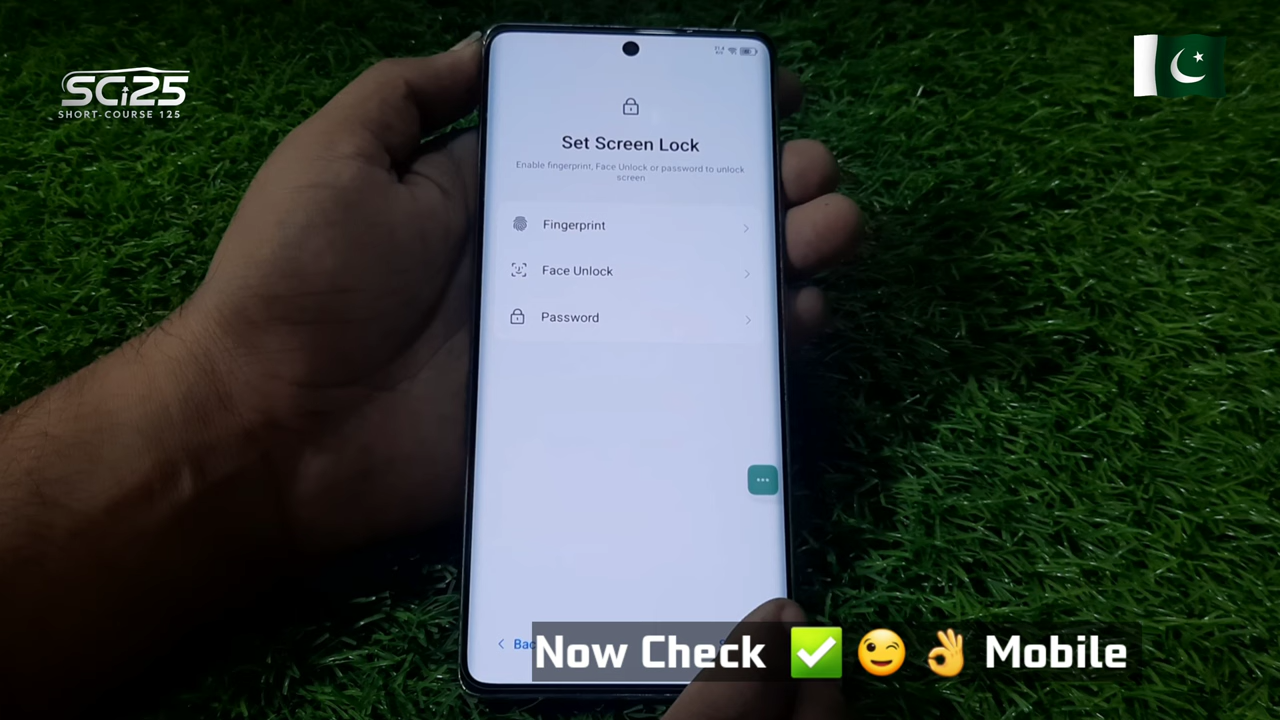 SCi25
SHORT-COURSE 125
Set Screen Lock
Enable fingerprint, Face Unlock or password to unlock
screen
Fingerprint
Face Unlock
Password
Now Check ✅ 😉 👌 Mobile